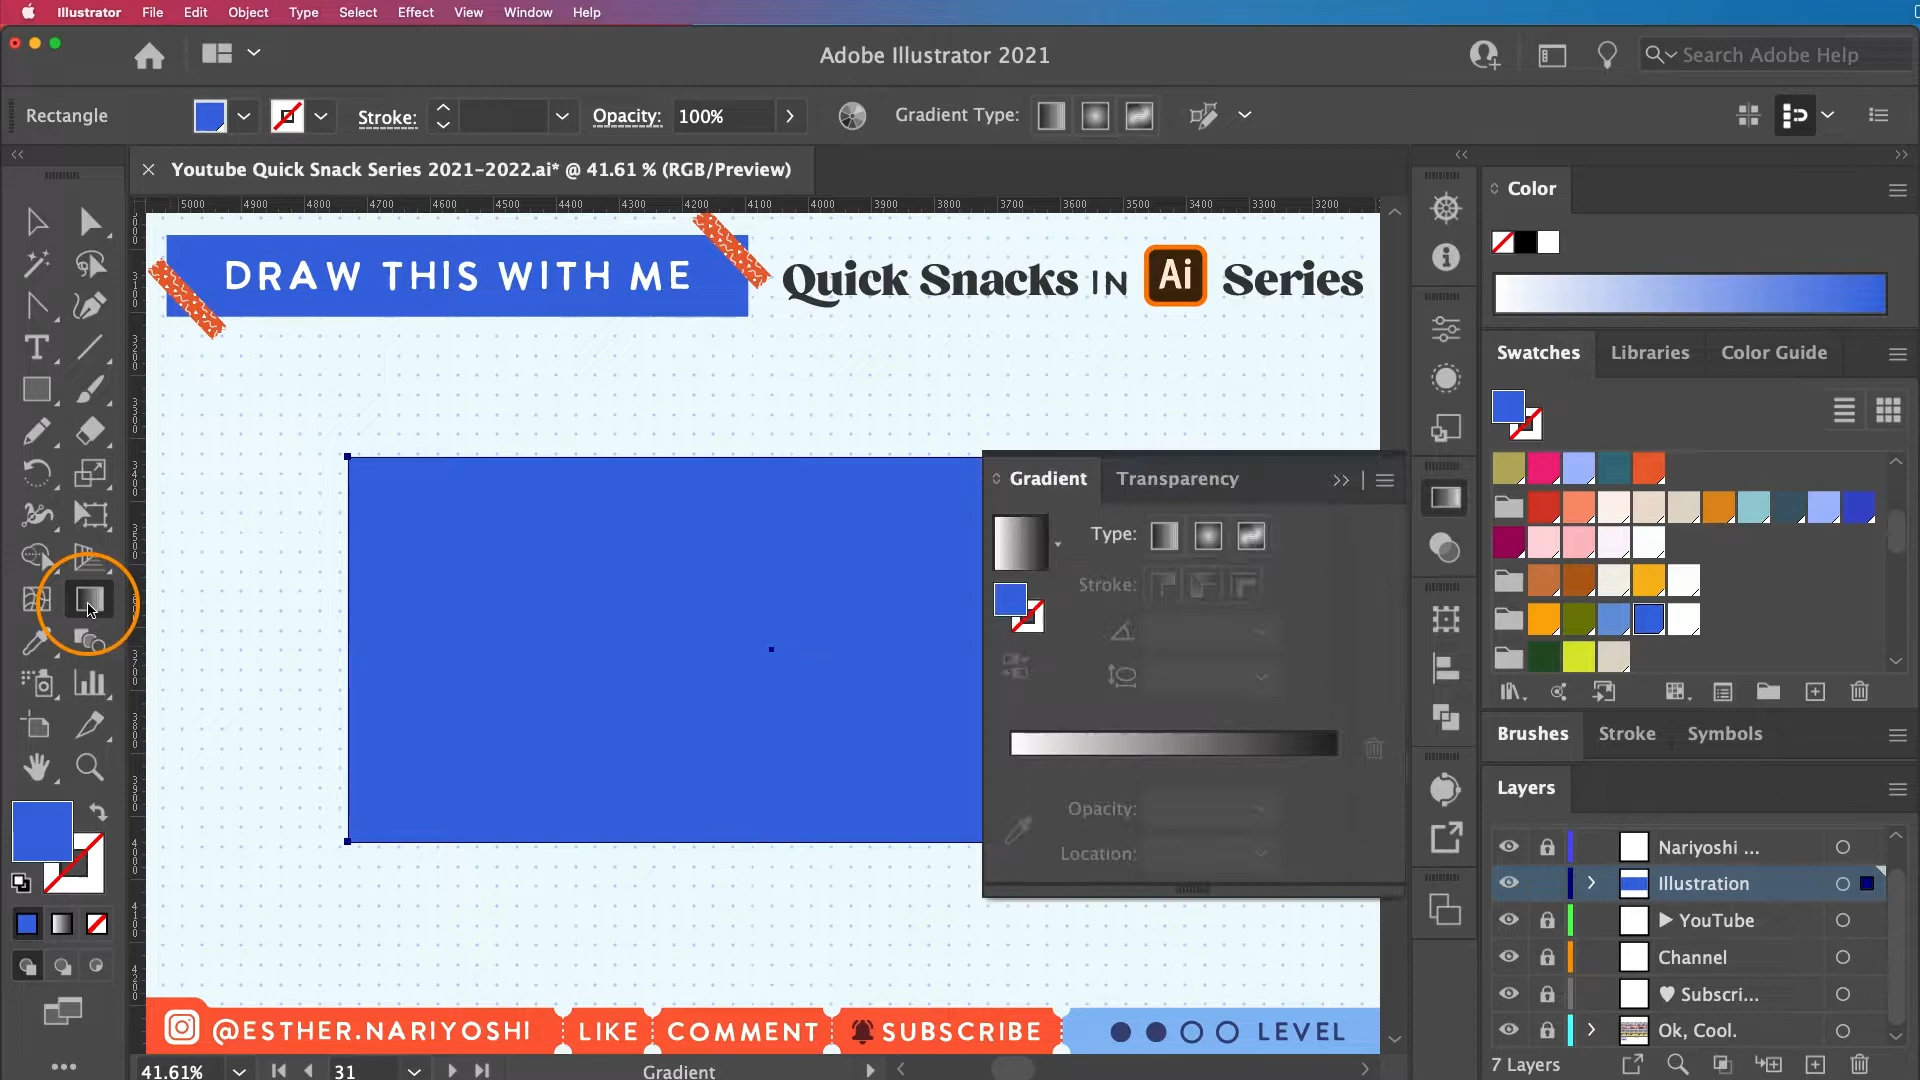 Illustrator File Edit Object Type Select Effect View Window Help
Adobe Illustrator 2021
Search Adobe Help
Rectangle Stroke: Opacity: 100% Gradient Type:
Youtube Quick Snack Series 2021-2022.ai* @ 41.61 % (RGB/Preview)
5000 4900 4800 4700 4600 4500 4400 4300 4200 4100 4000 3900 3800 3700 3600 3500 3400 3300 3200
DRAW THIS WITH ME
Quick Snacks IN Ai Series
Color
Swatches Libraries Color Guide
Gradient Transparency
Type:
Stroke:
Opacity:
Location:
Brushes Stroke Symbols
Layers
Nariyoshi ...
Illustration
▶ YouTube
Channel
♥ Subscri...
Ok, Cool.
7 Layers
@ESTHER.NARIYOSHI LIKE COMMENT SUBSCRIBE LEVEL
41.61% 31 Gradient